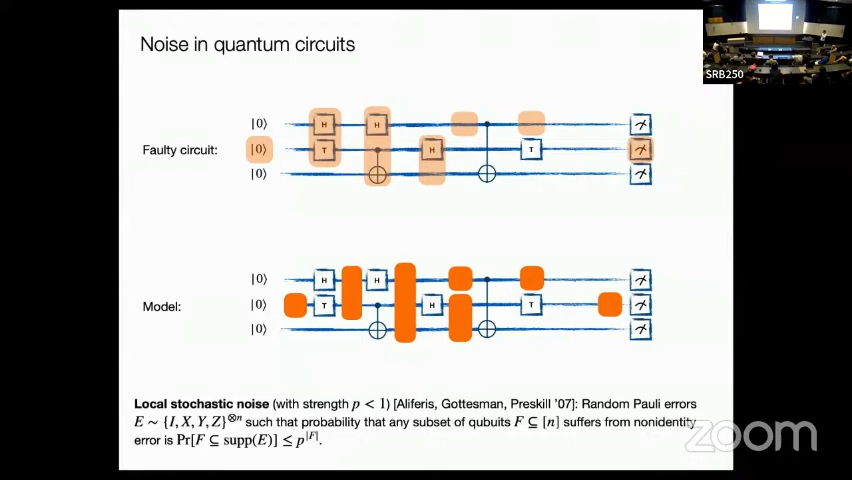 Noise in quantum circuits
SRB250
Faulty circuit:
|0⟩ H H
|0⟩ T H T
|0⟩
Model:
|0⟩ H H
|0⟩ T H T
|0⟩
Local stochastic noise (with strength p < 1) [Aliferis, Gottesman, Preskill '07]: Random Pauli errors
E ∼ {I, X, Y, Z}^⊗n such that probability that any subset of qubuits F ⊆ [n] suffers from nonidentity
error is Pr[F ⊆ supp(E)] ≤ p^|F|.
zoom